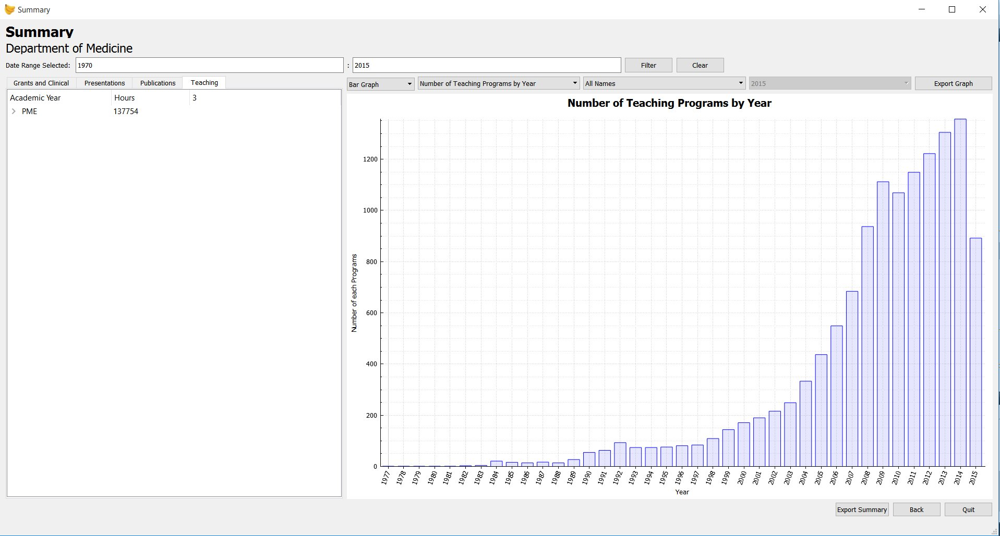 Summary
Summary
Department of Medicine
Date Range Selected: 1970 : 2015 Filter Clear
Grants and Clinical Presentations Publications Teaching
Bar Graph Number of Teaching Programs by Year All Names 2015 Export Graph
Academic Year Hours 3
PME 137754
Number of Teaching Programs by Year
Number of each Programs
1200
1000
800
600
400
200
0
1977 1978 1979 1980 1981 1982 1983 1984 1985 1986 1987 1988 1989 1990 1991 1992 1993 1994 1995 1996 1997 1998 1999 2000 2001 2002 2003 2004 2005 2006 2007 2008 2009 2010 2011 2012 2013 2014 2015
Year
Export Summary Back Quit